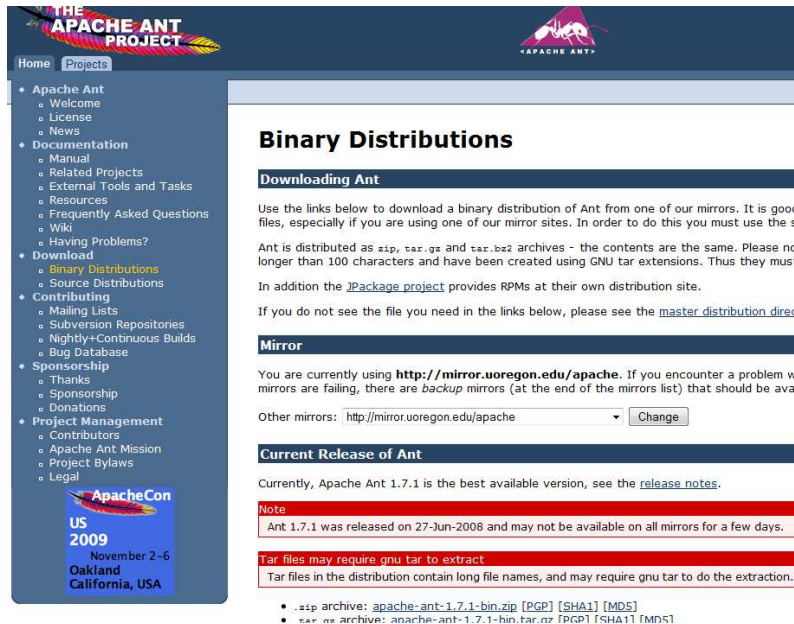 THE
APACHE ANT
PROJECT
<APACHE ANT>
Home Projects
Apache Ant
Welcome
License
News
Documentation
Manual
Related Projects
External Tools and Tasks
Resources
Frequently Asked Questions
Wiki
Having Problems?
Download
Binary Distributions
Source Distributions
Contributing
Mailing Lists
Subversion Repositories
Nightly+Continuous Builds
Bug Database
Sponsorship
Thanks
Sponsorship
Donations
Project Management
Contributors
Apache Ant Mission
Project Bylaws
Legal
ApacheCon
US
2009
November 2-6
Oakland
California, USA
Binary Distributions
Downloading Ant
Use the links below to download a binary distribution of Ant from one of our mirrors. It is good
files, especially if you are using one of our mirror sites. In order to do this you must use the s
Ant is distributed as zip, tar.gz and tar.bz2 archives - the contents are the same. Please no
longer than 100 characters and have been created using GNU tar extensions. Thus they mus
In addition the JPackage project provides RPMs at their own distribution site.
If you do not see the file you need in the links below, please see the master distribution direc
Mirror
You are currently using http://mirror.uoregon.edu/apache. If you encounter a problem w
mirrors are failing, there are backup mirrors (at the end of the mirrors list) that should be ava
Other mirrors: http://mirror.uoregon.edu/apache Change
Current Release of Ant
Currently, Apache Ant 1.7.1 is the best available version, see the release notes.
Note
Ant 1.7.1 was released on 27-Jun-2008 and may not be available on all mirrors for a few days.
Tar files may require gnu tar to extract
Tar files in the distribution contain long file names, and may require gnu tar to do the extraction.
.zip archive: apache-ant-1.7.1-bin.zip [PGP] [SHA1] [MD5]
.tar.gz archive: apache-ant-1.7.1-bin.tar.gz [PGP] [SHA1] [MD5]